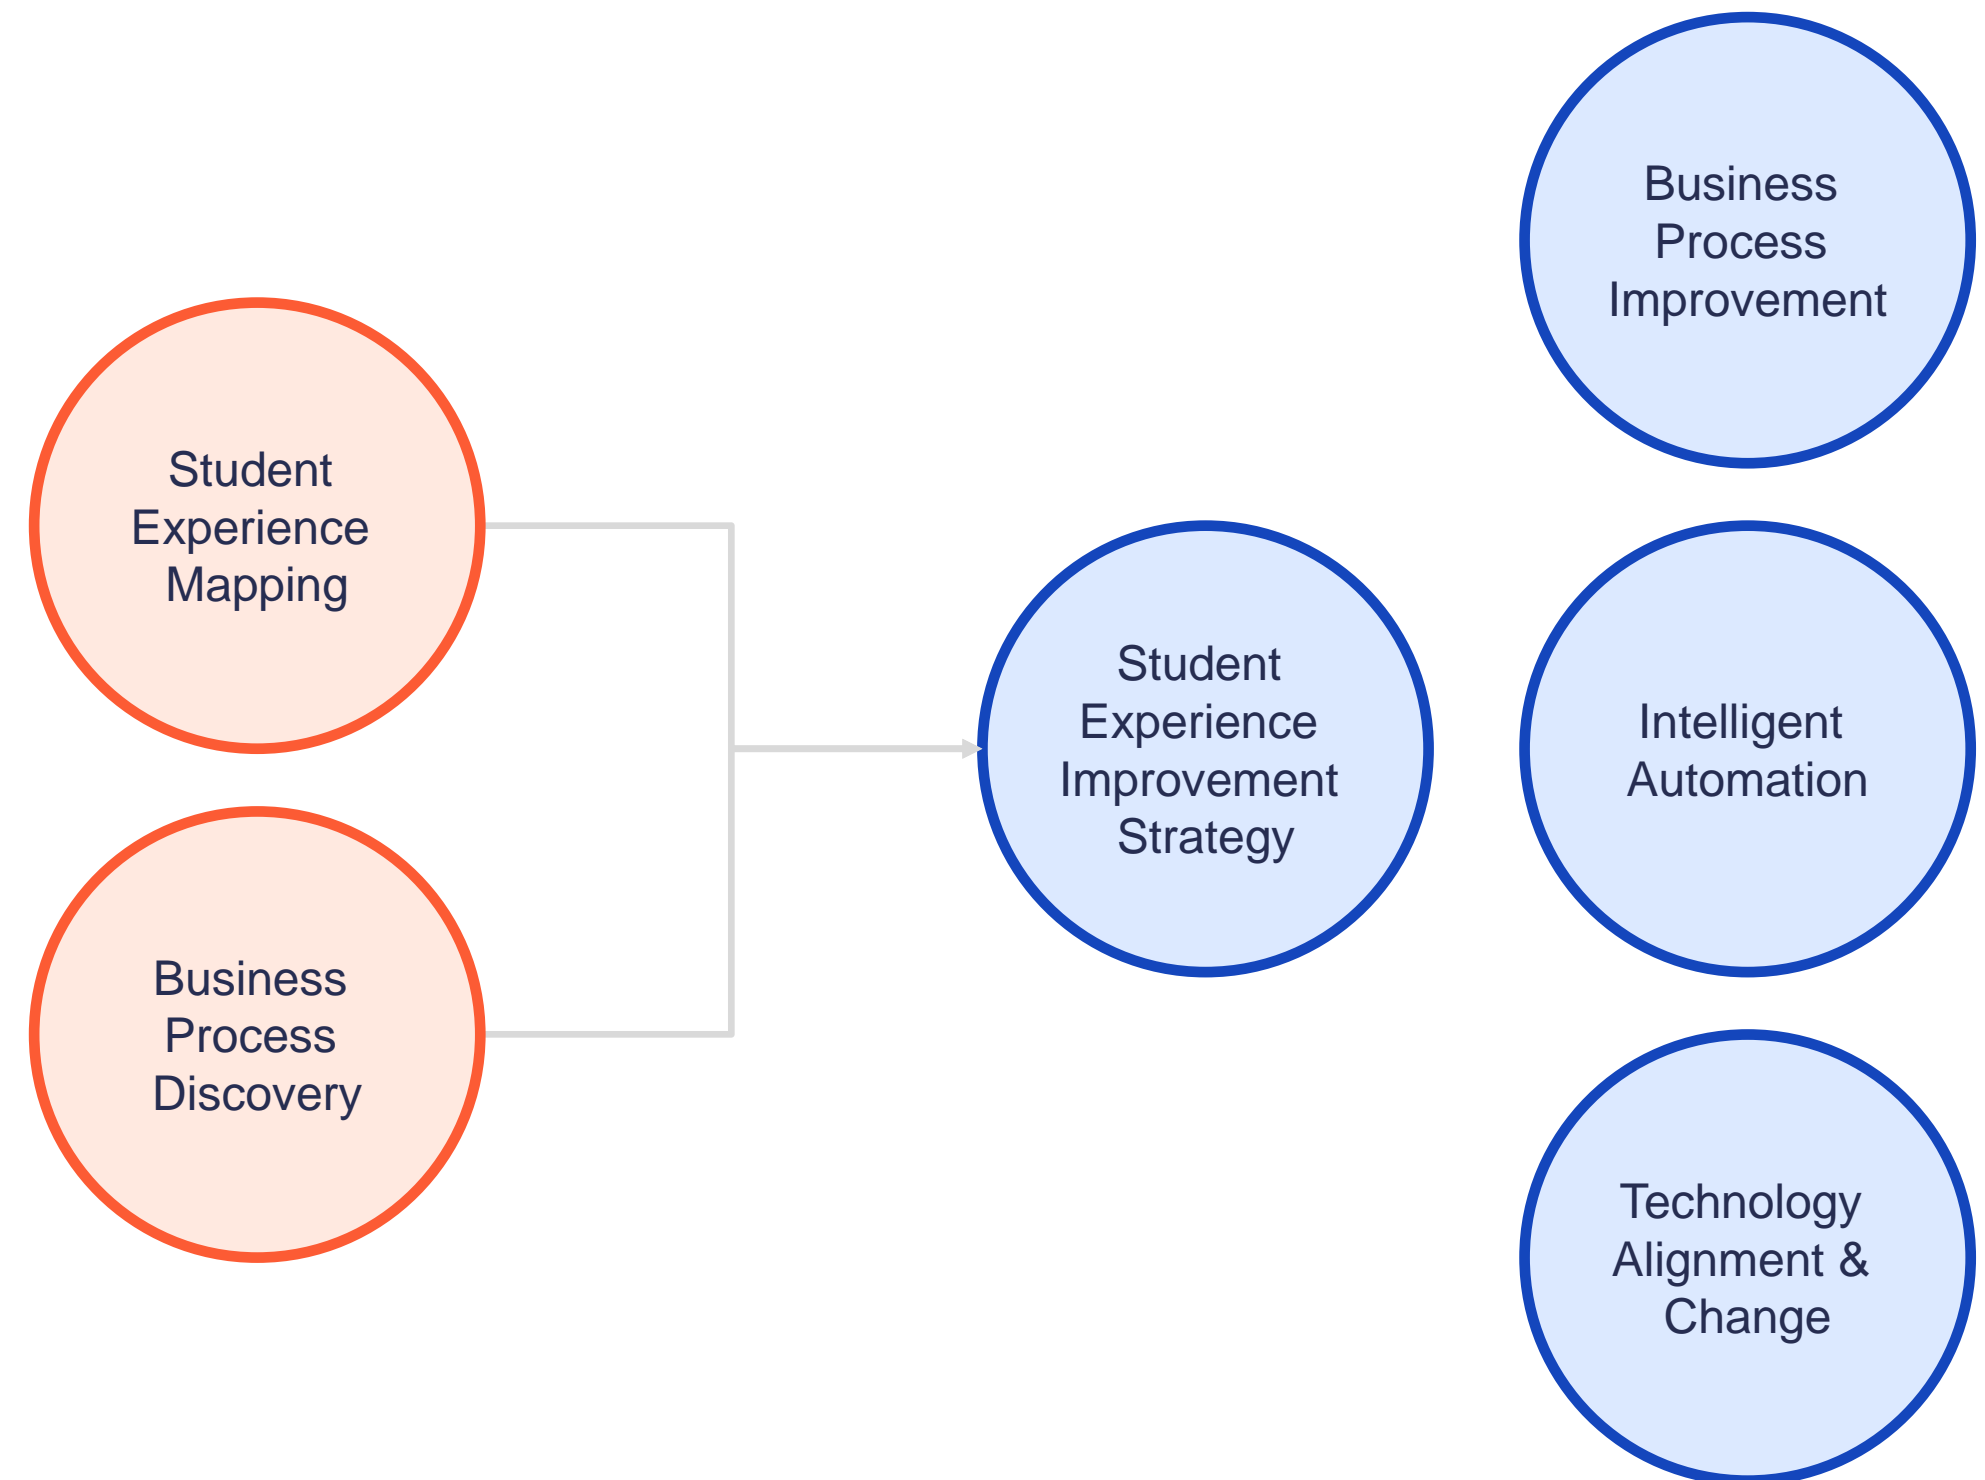 Student
Experience
Mapping
Business
Process
Discovery
Student
Experience
Improvement
Strategy
Business
Process
Improvement
Intelligent
Automation
Technology
Alignment &
Change